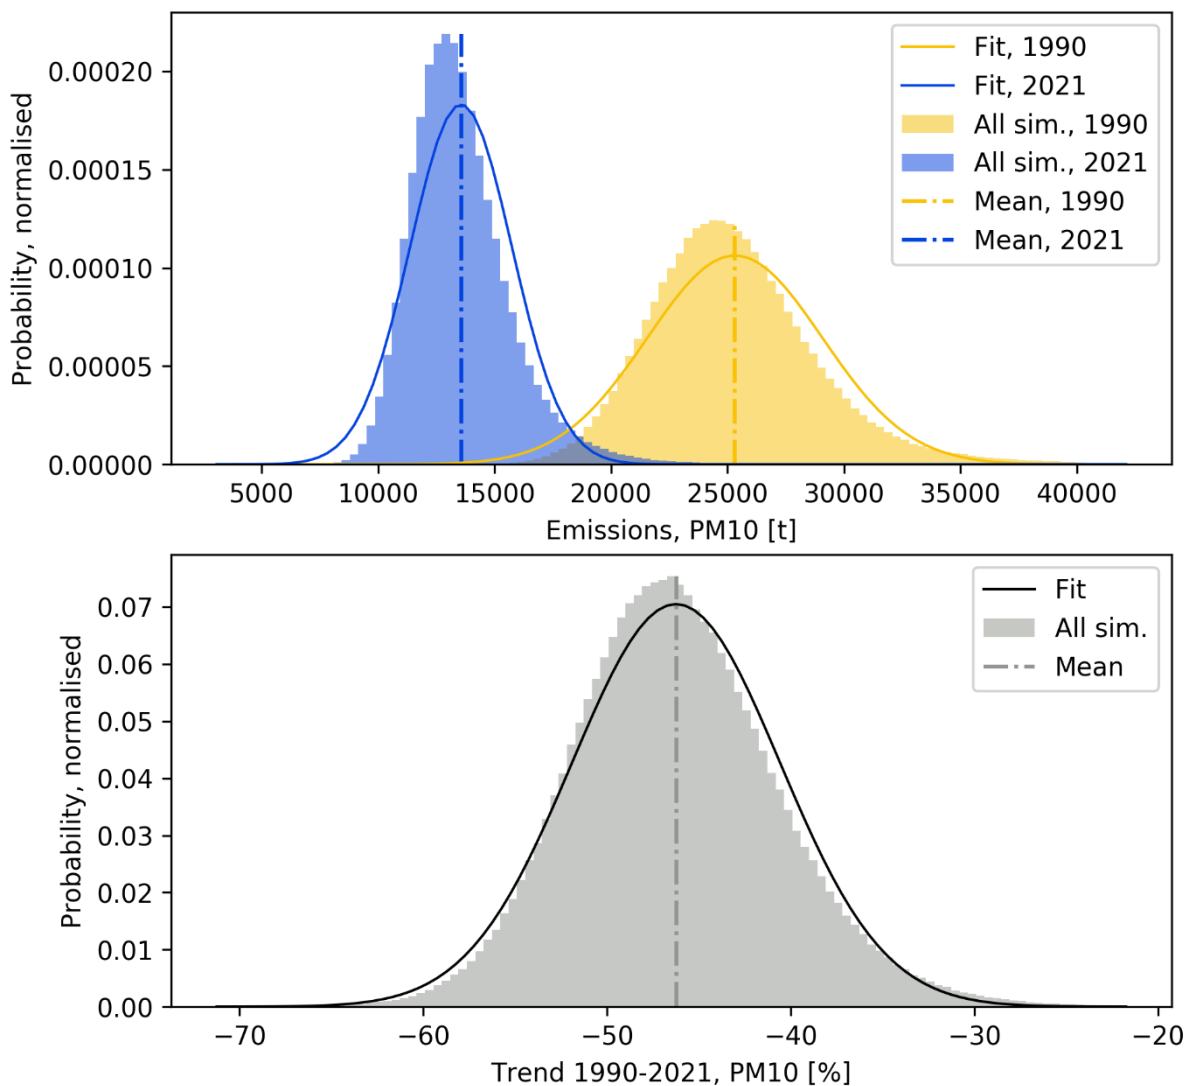 Probability, normalised
0.00020
0.00015
0.00010
0.00005
0.00000
Fit, 1990
Fit, 2021
All sim., 1990
All sim., 2021
Mean, 1990
Mean, 2021
5000 10000 15000 20000 25000 30000 35000 40000
Emissions, PM10 [t]
Probability, normalised
0.07
0.06
0.05
0.04
0.03
0.02
0.01
0.00
Fit
All sim.
Mean
−70 −60 −50 −40 −30 −20
Trend 1990-2021, PM10 [%]